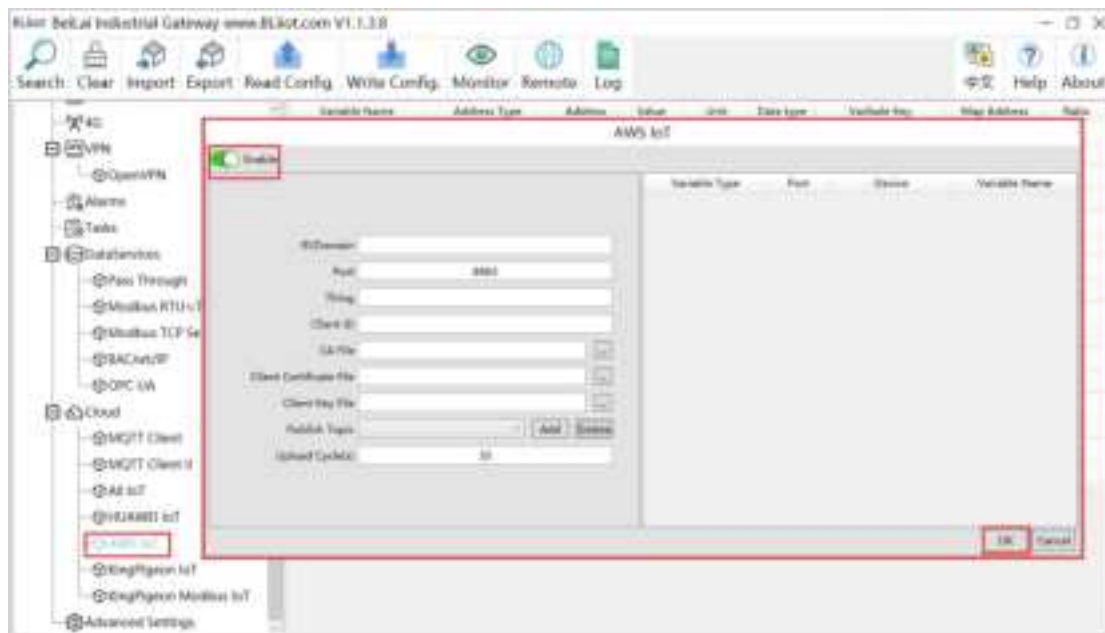 BeiLai Industrial Gateway www.BLiiot.com V1.1.3.8
Search Clear Import Export Read Config. Write Config. Monitor Remote Log 中文 Help About
Variable Name Address Type Address Value Unit Data type Map Address Ratio
4G
VPN
OpenVPN
Alarms
Tasks
DataServices
Pass Through
Modbus RTU
Modbus TCP Se
BACnet/IP
OPC UA
Cloud
MQTT Client
MQTT Client II
Ali IoT
HUAWEI IoT
AWS IoT
KingPigeon IoT
KingPigeon Modbus IoT
Advanced Settings
AWS IoT
Enable
IP/Domain
Port 8883
Thing
Client ID
CA File ...
Client Certificate File ...
Client Key File ...
Publish Topic Add Delete
Upload Cycle(s)
Variable Type Port Device Variable Name
OK Cancel